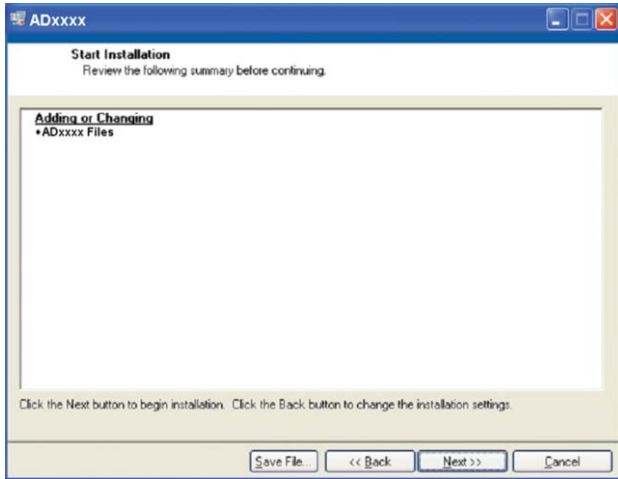 ADxxxx
Start Installation
Review the following summary before continuing.
Adding or Changing
•ADxxxx Files
Click the Next button to begin installation. Click the Back button to change the installation settings.
Save File...
<< Back
Next >>
Cancel